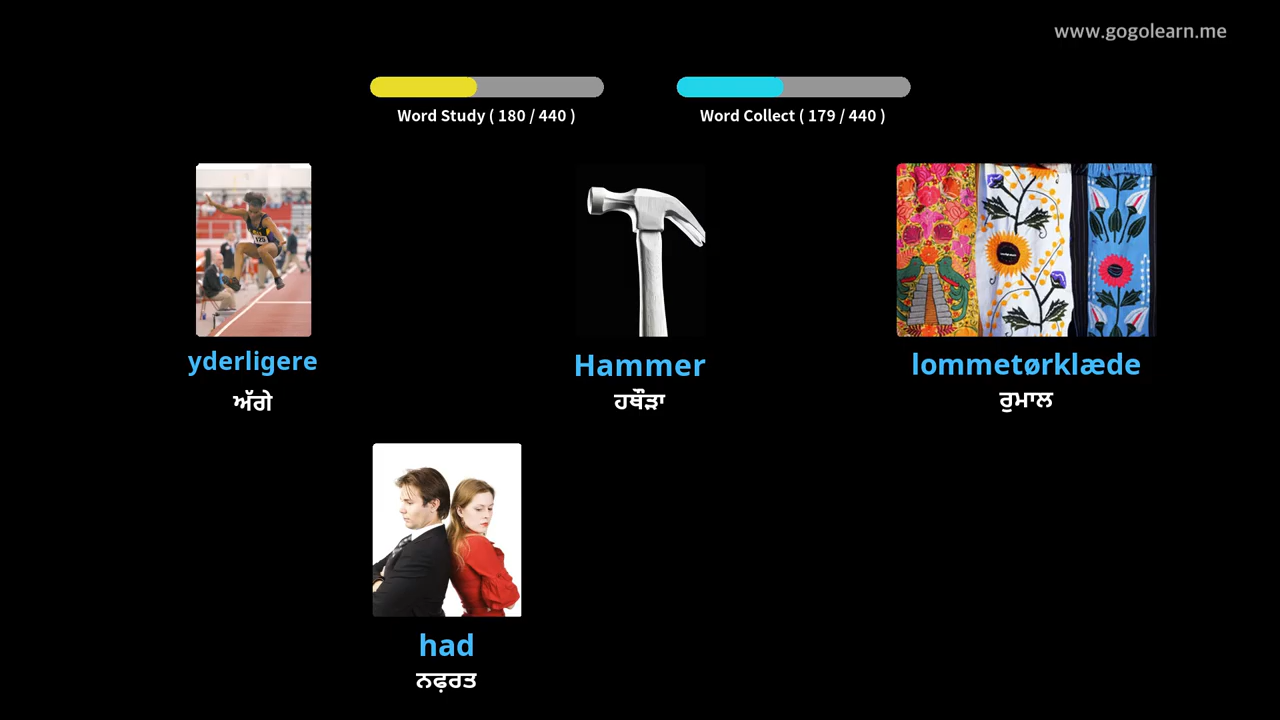 www.gogolearn.me
Word Study ( 180 / 440 )
Word Collect ( 179 / 440 )
yderligere
ਅੱਗੇ
Hammer
ਹਥੌੜਾ
lommetørklæde
ਰੁਮਾਲ
had
ਨਫ਼ਰਤ